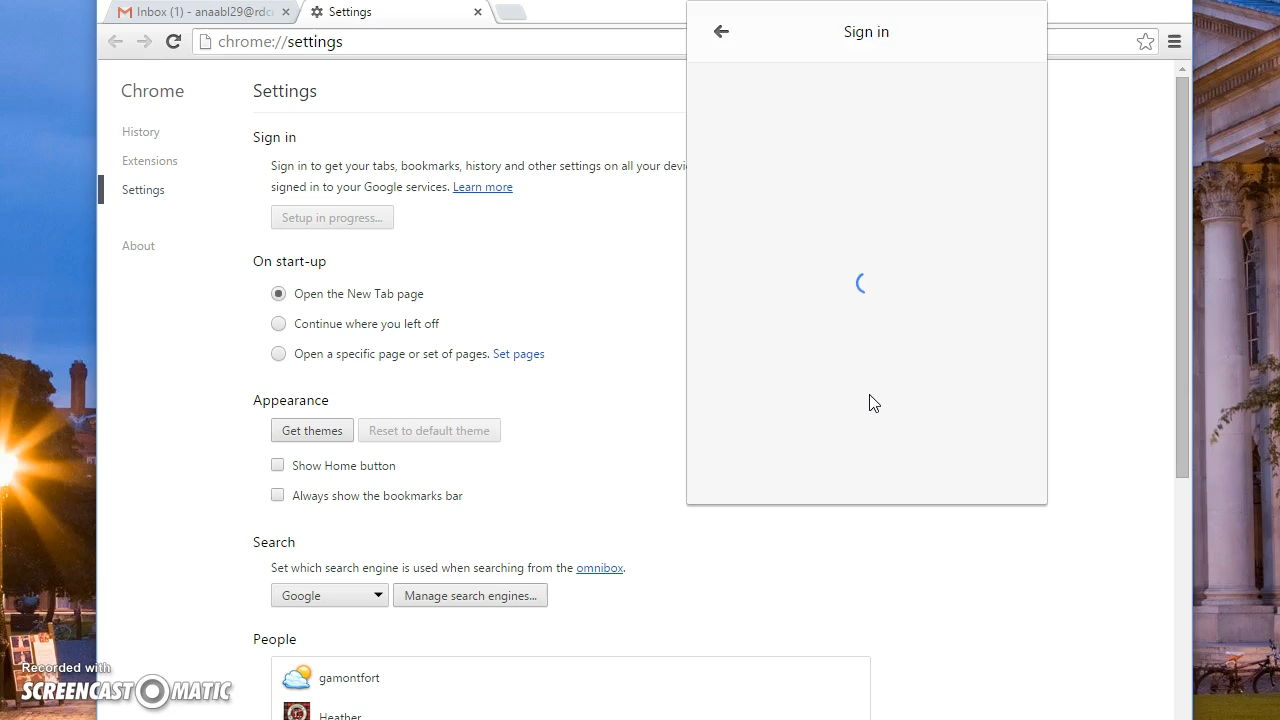 Inbox (1) - anaabl29@rdc
Settings
chrome://settings
Sign in
Chrome
Settings
History
Extensions
Settings
About
Sign in
Sign in to get your tabs, bookmarks, history and other settings on all your
signed in to your Google services. Learn more
Setup in progress...
On start-up
Open the New Tab page
Continue where you left off
Open a specific page or set of pages. Set pages
Appearance
Get themes
Reset to default theme
Show Home button
Always show the bookmarks bar
Search
Set which search engine is used when searching from the omnibox.
Google
Manage search engines...
People
gamontfort
Heather
Recorded with
SCREENCAST MATIC